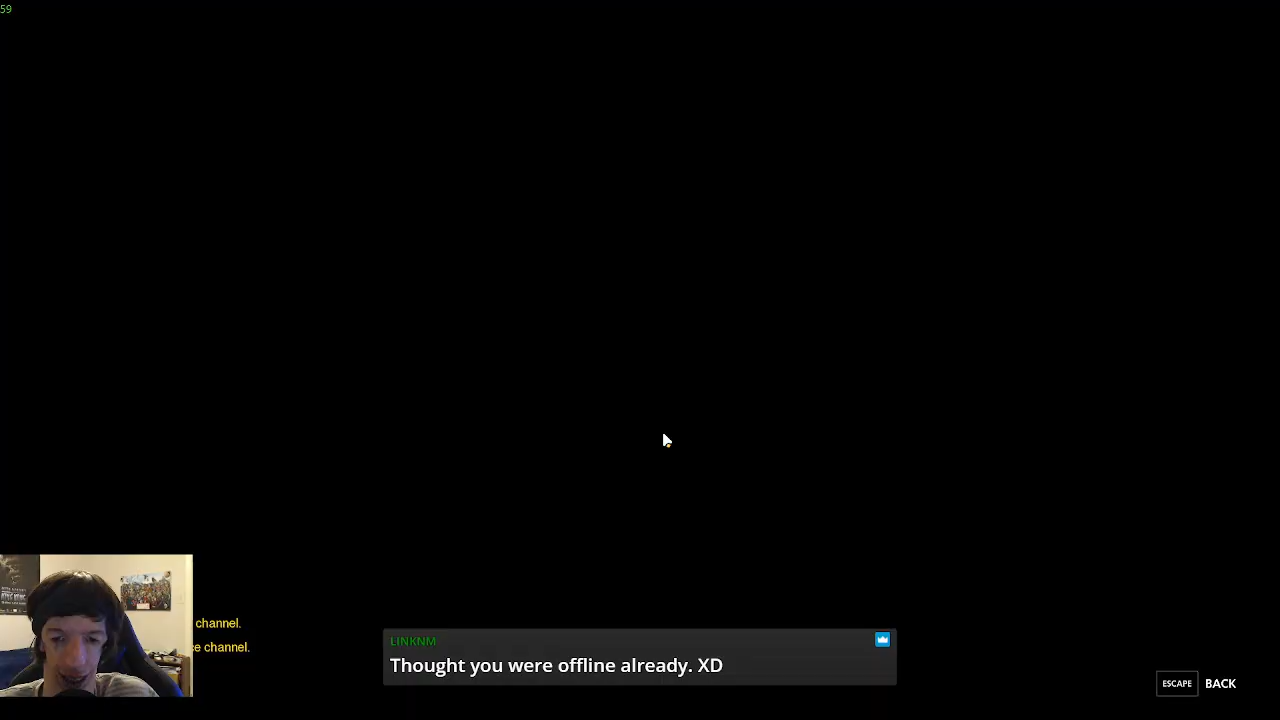 59
channel.
channel.
LINKNM
Thought you were offline already. XD
ESCAPE BACK